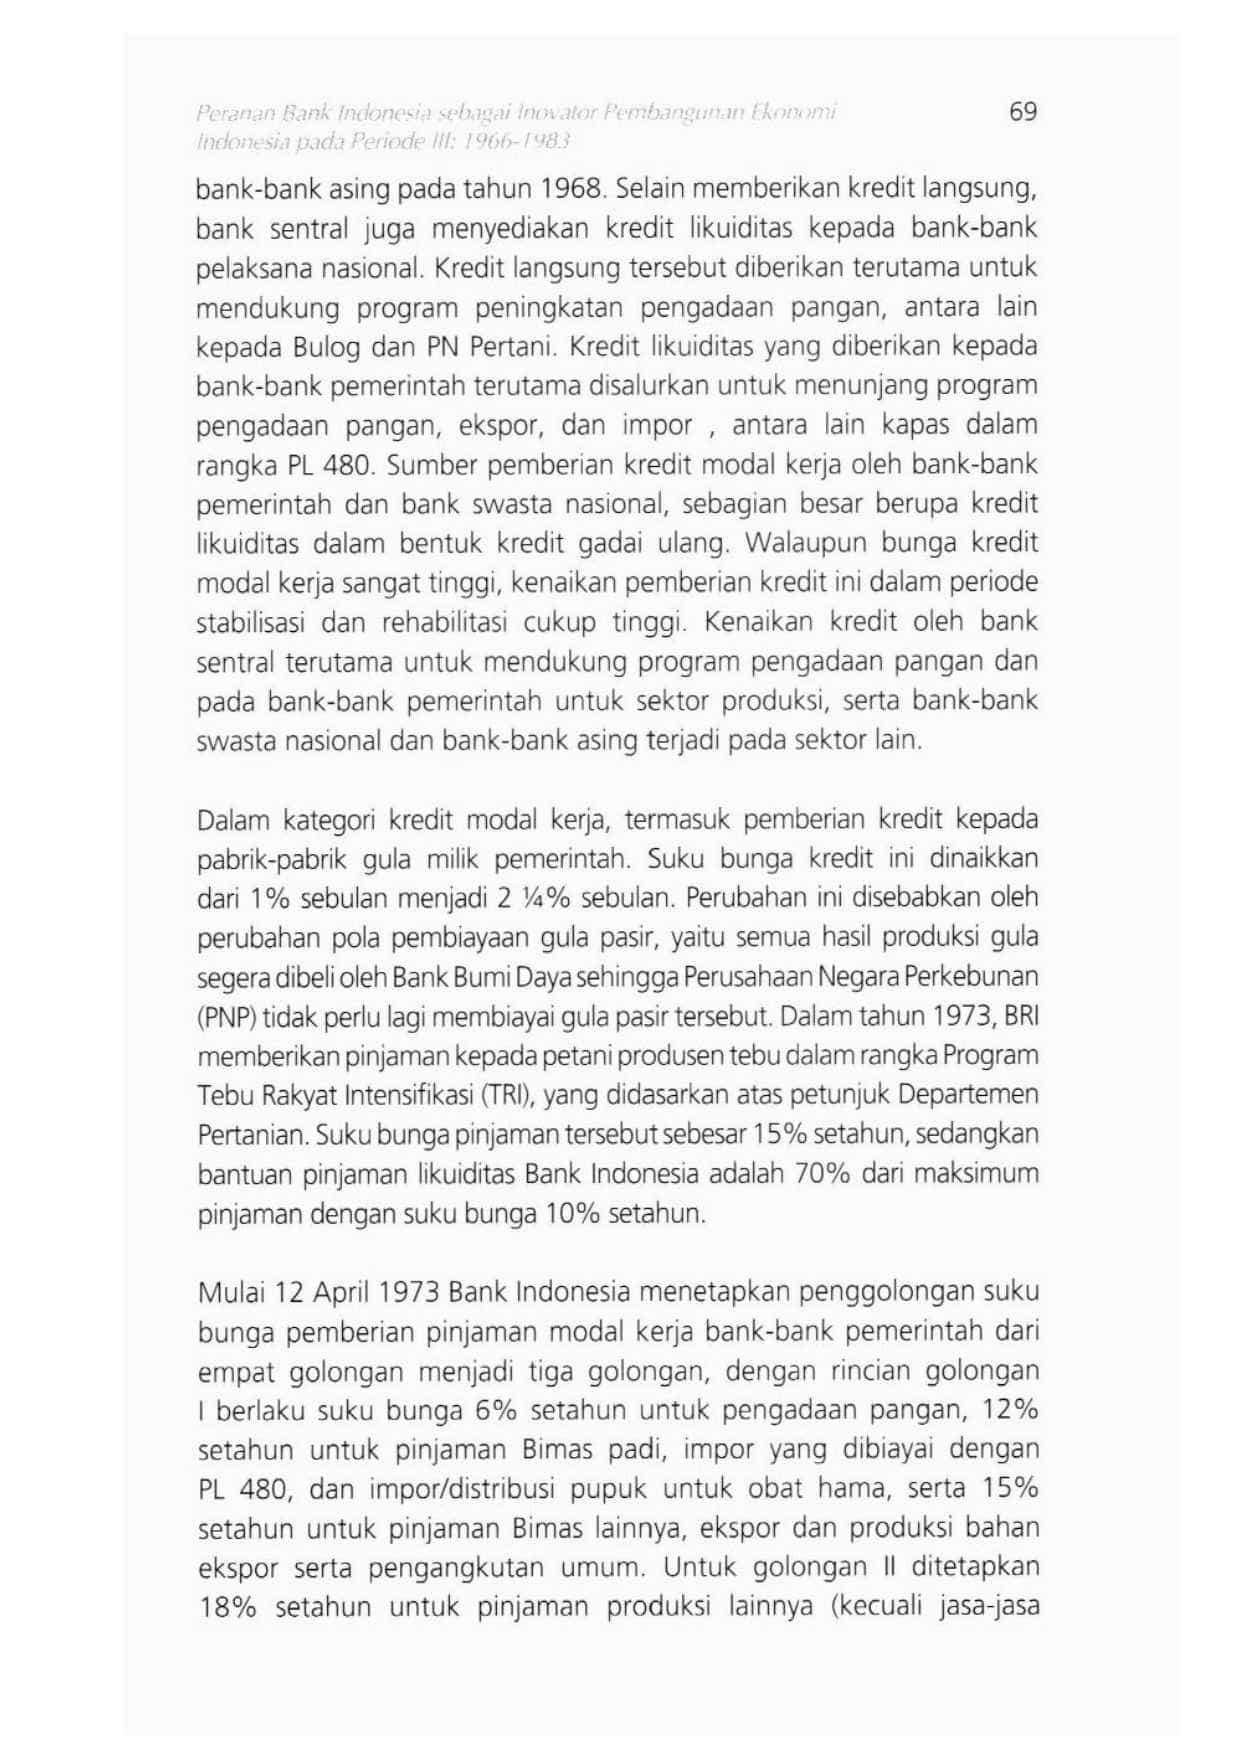 Peranan Bank Indonesia sebagai Inovator Pembangunan Ekonomi
69
Indonesia pada Periode III: 1966-1983
bank-bank asing pada tahun 1968. Selain memberikan kredit langsung,
bank sentral juga menyediakan kredit likuiditas kepada bank-bank
pelaksana nasional. Kredit langsung tersebut diberikan terutama untuk
mendukung program peningkatan pengadaan pangan, antara lain
kepada Bulog dan PN Pertani. Kredit likuiditas yang diberikan kepada
bank-bank pemerintah terutama disalurkan untuk menunjang program
pengadaan pangan, ekspor, dan impor , antara lain kapas dalam
rangka PL 480. Sumber pemberian kredit modal kerja oleh bank-bank
pemerintah dan bank swasta nasional, sebagian besar berupa kredit
likuiditas dalam bentuk kredit gadai ulang. Walaupun bunga kredit
modal kerja sangat tinggi, kenaikan pemberian kredit ini dalam periode
stabilisasi dan rehabilitasi cukup tinggi. Kenaikan kredit oleh bank
sentral terutama untuk mendukung program pengadaan pangan dan
pada bank-bank pemerintah untuk sektor produksi, serta bank-bank
swasta nasional dan bank-bank asing terjadi pada sektor lain.
Dalam kategori kredit modal kerja, termasuk pemberian kredit kepada
pabrik-pabrik gula milik pemerintah. Suku bunga kredit ini dinaikkan
dari 1% sebulan menjadi 2 ¼% sebulan. Perubahan ini disebabkan oleh
perubahan pola pembiayaan gula pasir, yaitu semua hasil produksi gula
segera dibeli oleh Bank Bumi Daya sehingga Perusahaan Negara Perkebunan
(PNP) tidak perlu lagi membiayai gula pasir tersebut. Dalam tahun 1973, BRI
memberikan pinjaman kepada petani produsen tebu dalam rangka Program
Tebu Rakyat Intensifikasi (TRI), yang didasarkan atas petunjuk Departemen
Pertanian. Suku bunga pinjaman tersebut sebesar 15% setahun, sedangkan
bantuan pinjaman likuiditas Bank Indonesia adalah 70% dari maksimum
pinjaman dengan suku bunga 10% setahun.
Mulai 12 April 1973 Bank Indonesia menetapkan penggolongan suku
bunga pemberian pinjaman modal kerja bank-bank pemerintah dari
empat golongan menjadi tiga golongan, dengan rincian golongan
I berlaku suku bunga 6% setahun untuk pengadaan pangan, 12%
setahun untuk pinjaman Bimas padi, impor yang dibiayai dengan
PL 480, dan impor/distribusi pupuk untuk obat hama, serta 15%
setahun untuk pinjaman Bimas lainnya, ekspor dan produksi bahan
ekspor serta pengangkutan umum. Untuk golongan II ditetapkan
18% setahun untuk pinjaman produksi lainnya (kecuali jasa-jasa